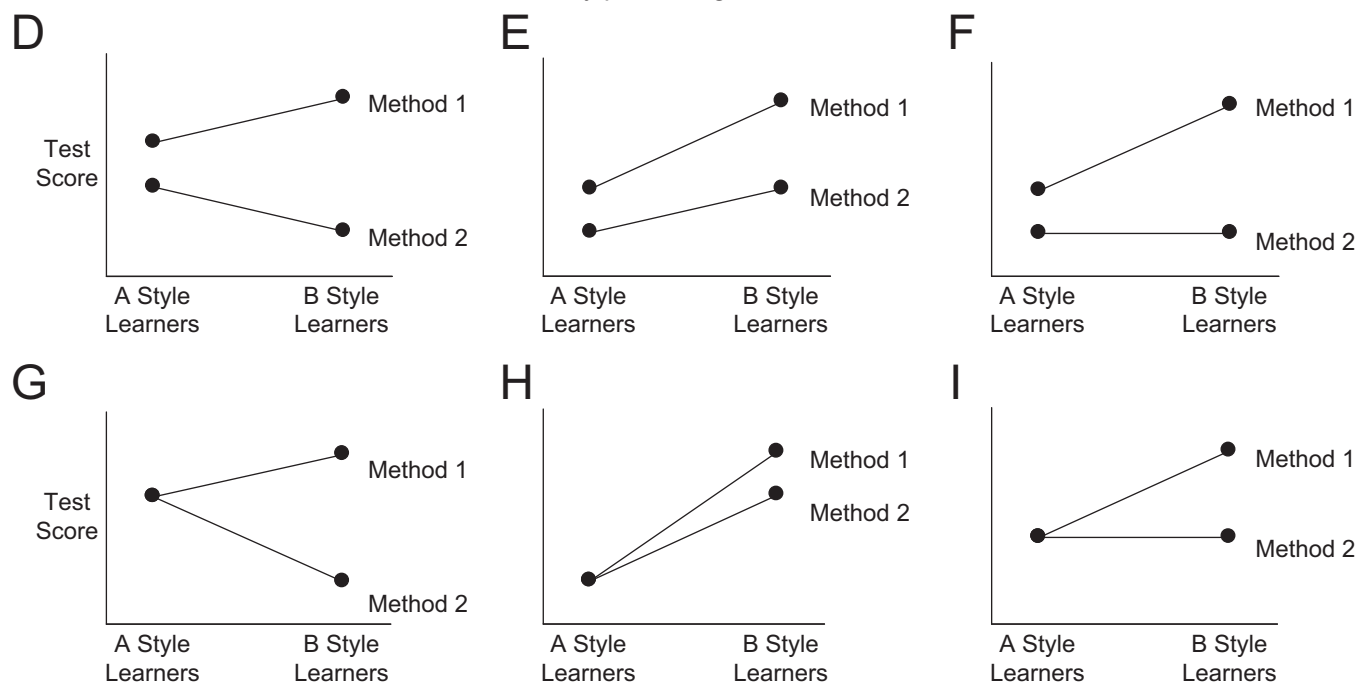 D
E
F
Method 1
Method 1
Method 1
Test
Score
Method 2
Method 2
Method 2
A Style
Learners
B Style
Learners
A Style
Learners
B Style
Learners
A Style
Learners
B Style
Learners
G
H
I
Method 1
Method 1
Method 1
Test
Score
Method 2
Method 2
Method 2
A Style
Learners
B Style
Learners
A Style
Learners
B Style
Learners
A Style
Learners
B Style
Learners